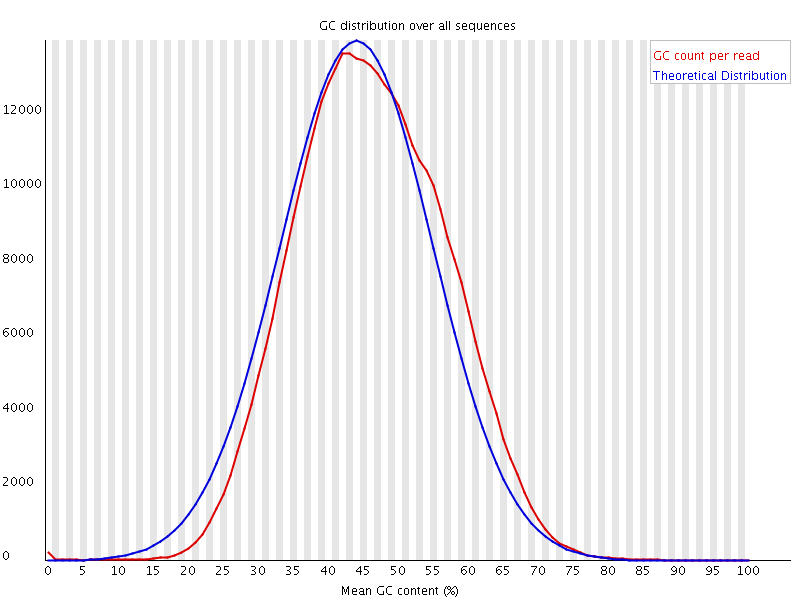 GC distribution over all sequences
GC count per read
Theoretical Distribution
12000
10000
8000
6000
4000
2000
0
0 5 10 15 20 25 30 35 40 45 50 55 60 65 70 75 80 85 90 95 100
Mean GC content (%)